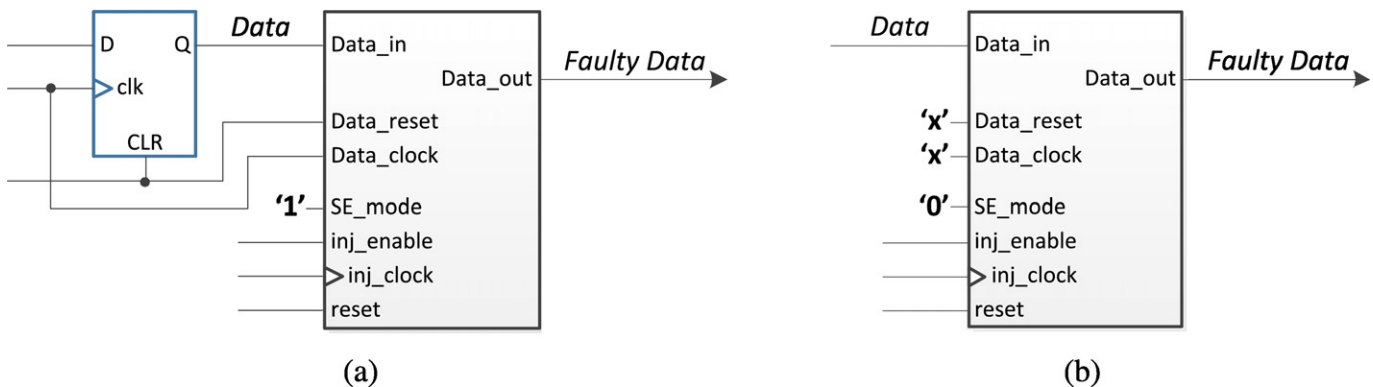 D Q Data Data_in
clk
CLR
Data_out Faulty Data
Data_reset
Data_clock
‘1’ SE_mode
inj_enable
inj_clock
reset
(a)
Data Data_in
Data_out Faulty Data
‘x’ Data_reset
‘x’ Data_clock
‘0’ SE_mode
inj_enable
inj_clock
reset
(b)